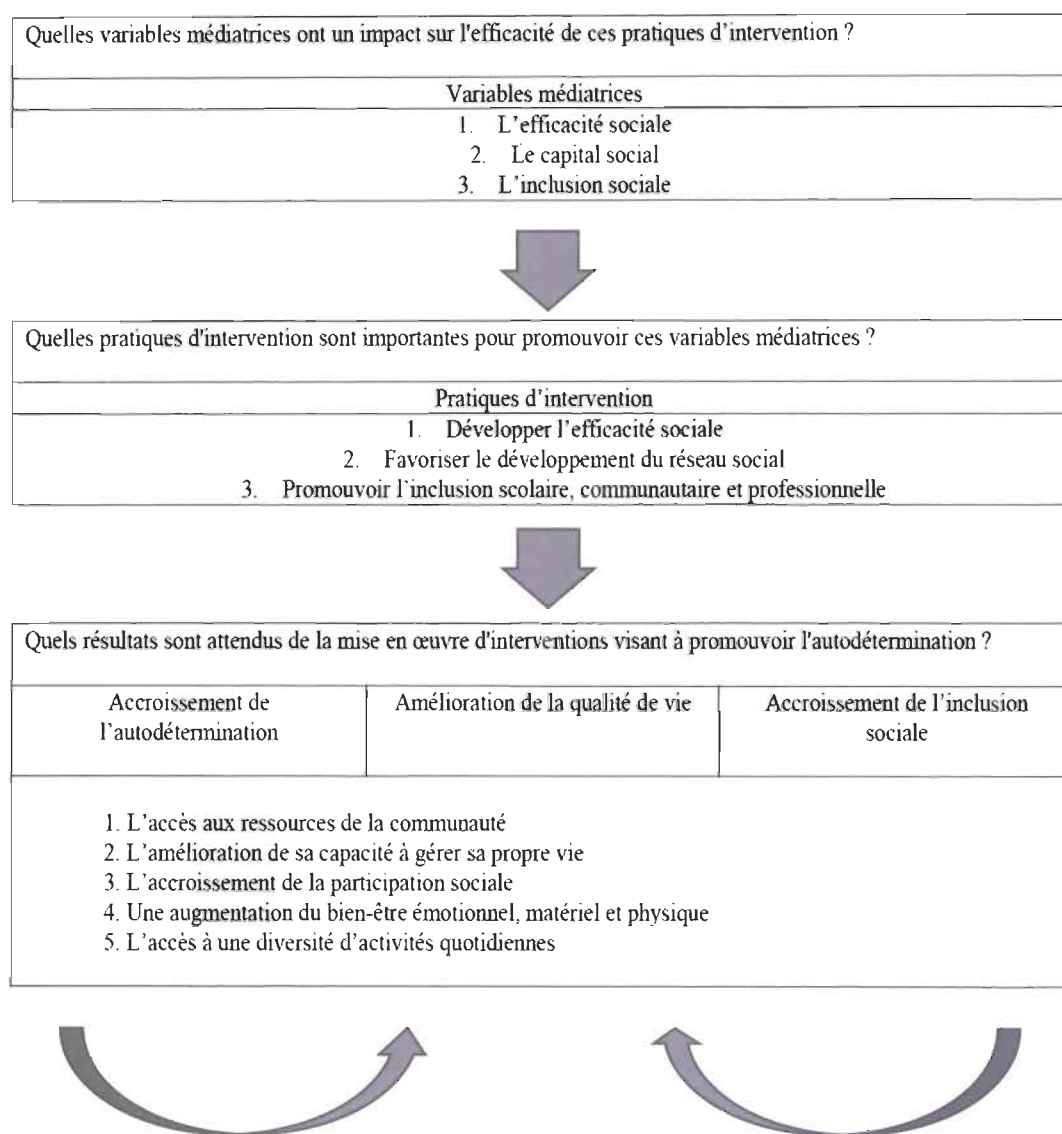 Quelles variables médiatrices ont un impact sur l'efficacité de ces pratiques d'intervention ?
Variables médiatrices
1. L'efficacité sociale
2. Le capital social
3. L'inclusion sociale
Quelles pratiques d'intervention sont importantes pour promouvoir ces variables médiatrices ?
Pratiques d'intervention
1. Développer l'efficacité sociale
2. Favoriser le développement du réseau social
3. Promouvoir l'inclusion scolaire, communautaire et professionnelle
Quels résultats sont attendus de la mise en œuvre d'interventions visant à promouvoir l'autodétermination ?
Accroissement de
l'autodétermination
Amélioration de la qualité de vie
Accroissement de l'inclusion
sociale
1. L'accès aux ressources de la communauté
2. L'amélioration de sa capacité à gérer sa propre vie
3. L'accroissement de la participation sociale
4. Une augmentation du bien-être émotionnel, matériel et physique
5. L'accès à une diversité d'activités quotidiennes